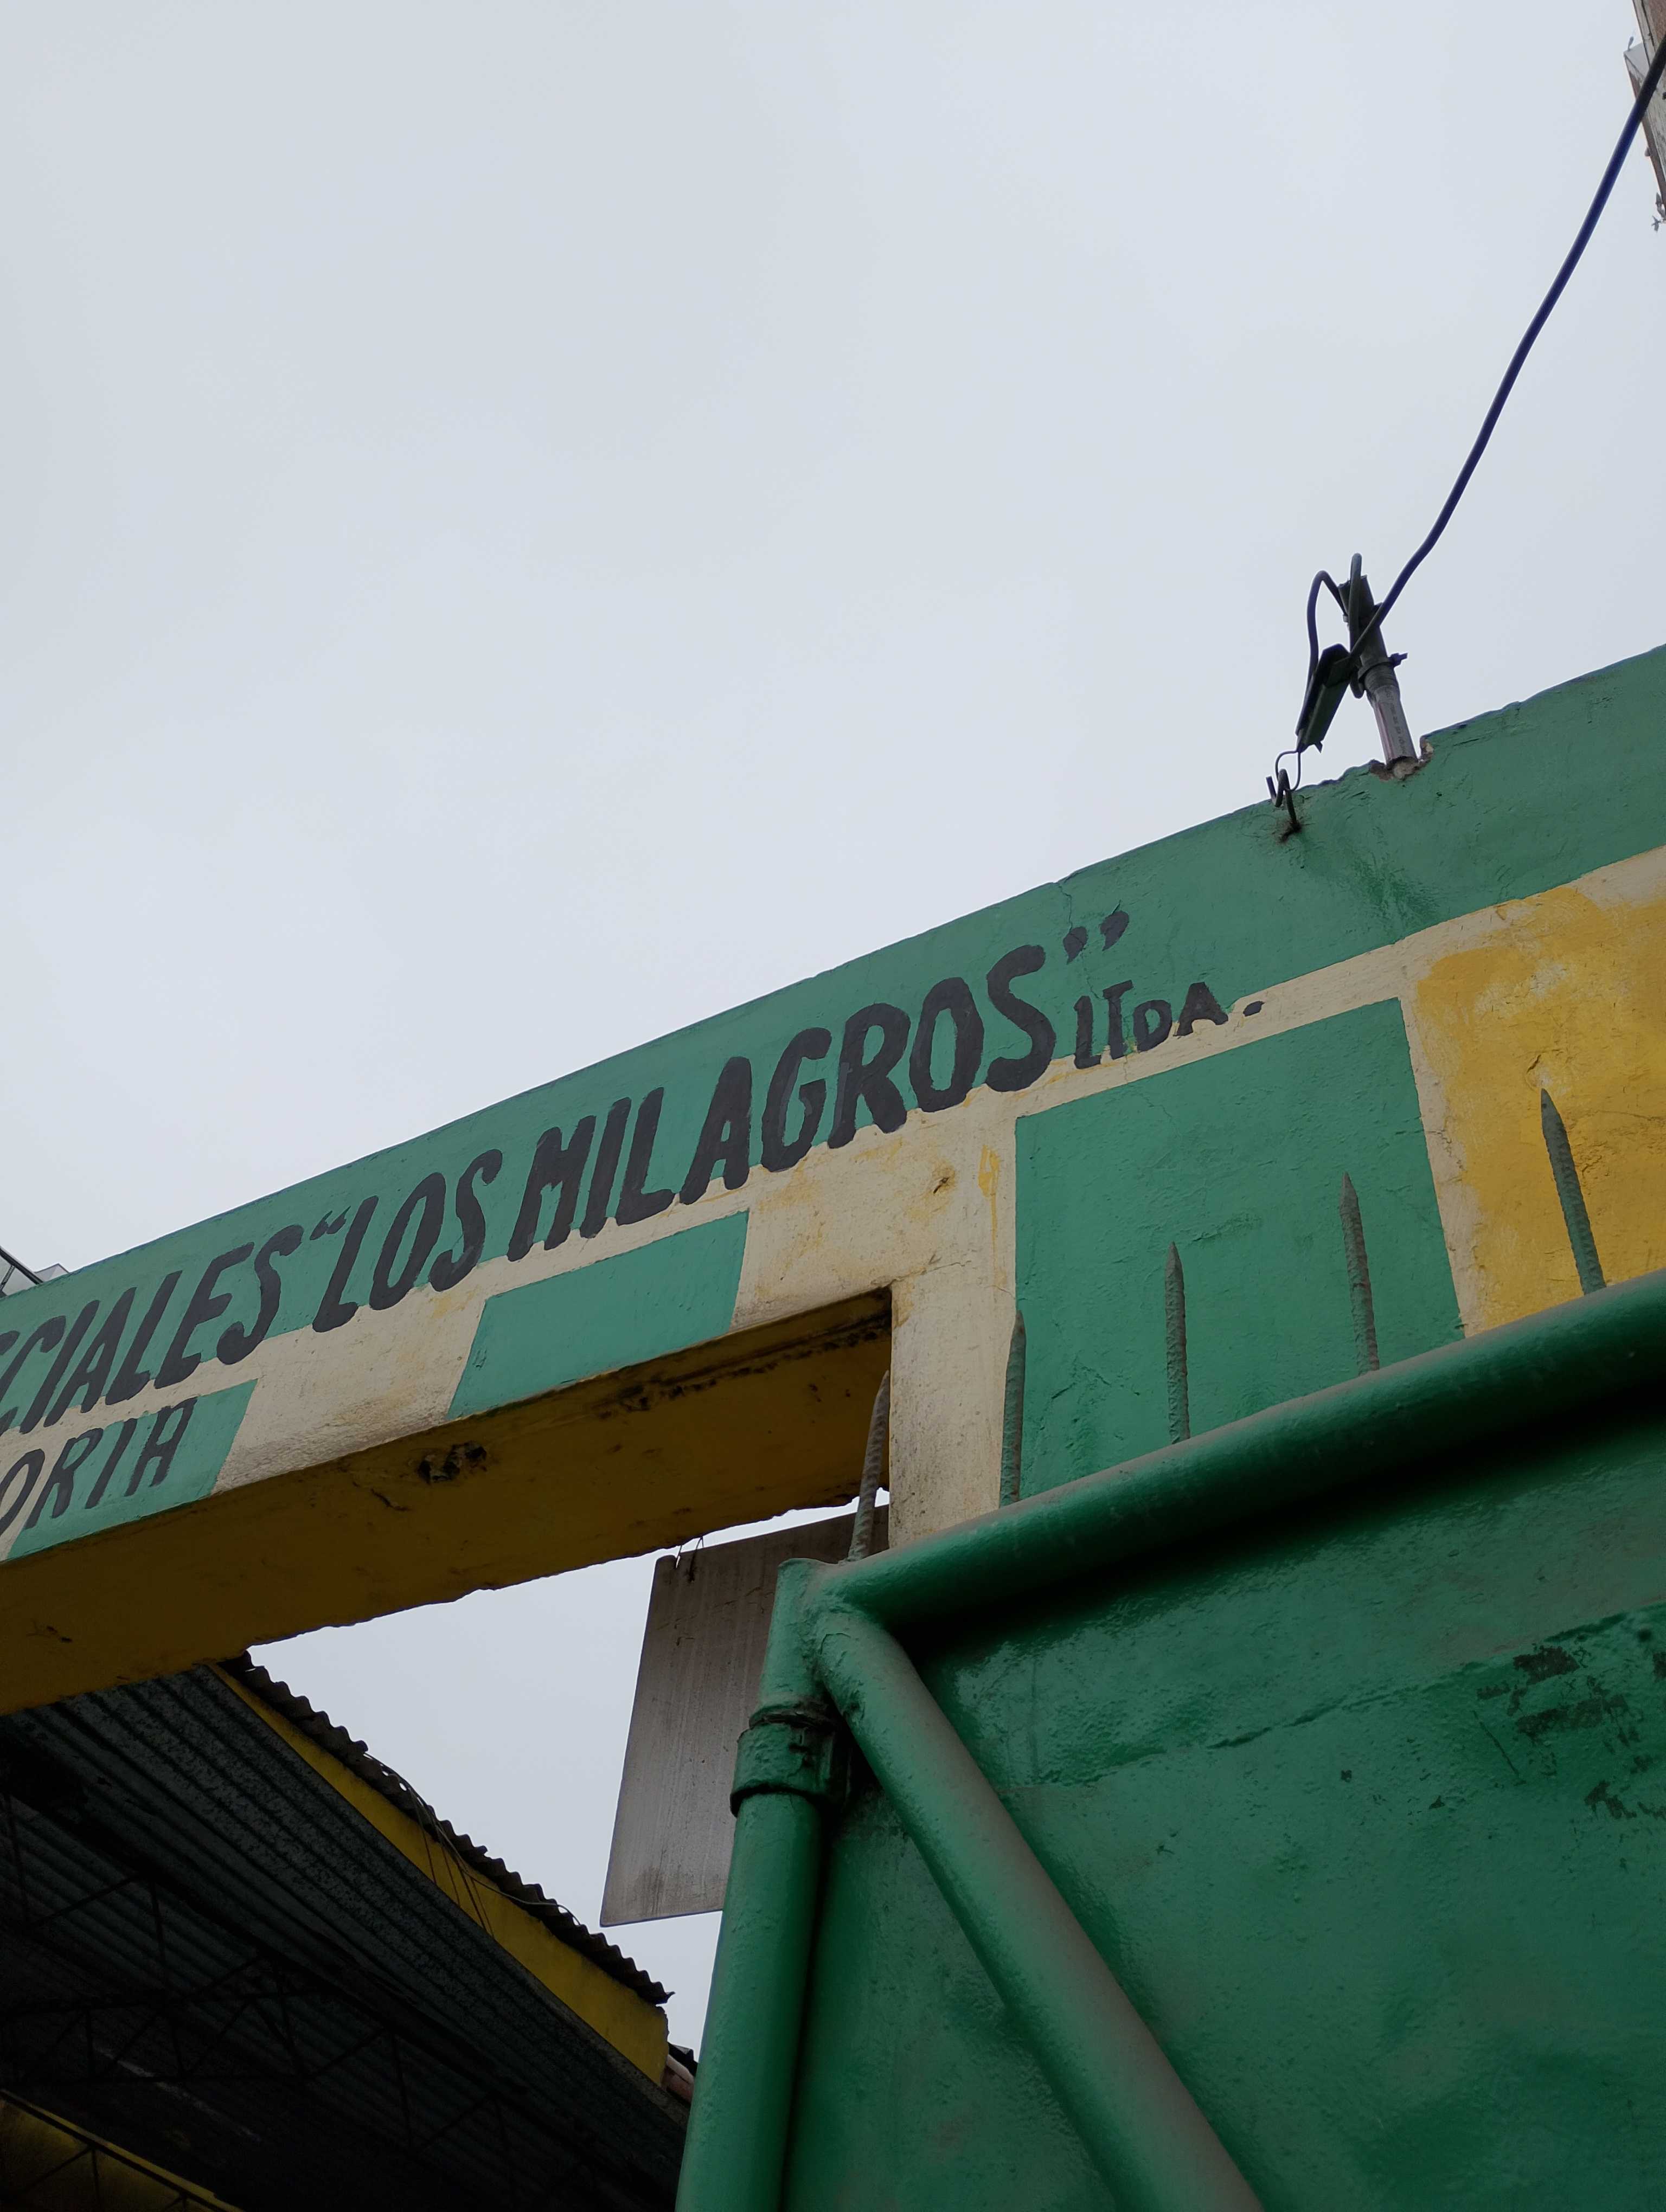 CIALES "LOS MILAGROS" LTDA.
ORIA